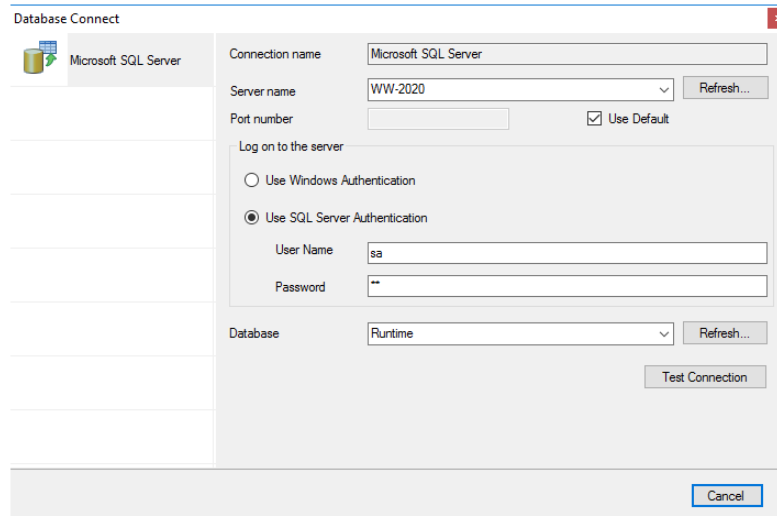 Database Connect
Microsoft SQL Server
Connection name Microsoft SQL Server
Server name WW-2020 Refresh...
Port number Use Default
Log on to the server
Use Windows Authentication
Use SQL Server Authentication
User Name sa
Password **
Database Runtime Refresh...
Test Connection
Cancel